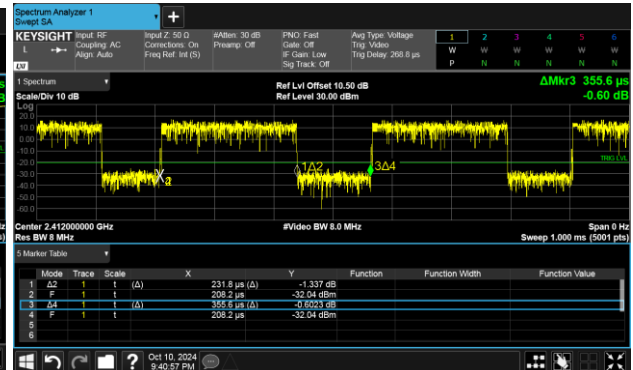 Spectrum Analyzer 1
Swept SA
+
KEYSIGHT Input: RF Input Z: 50 Ω #Atten: 30 dB PNO: Fast Avg Type: Voltage 1 2 3 4 5 6
L Coupling: AC Corrections: On Preamp: Off Gate: Off Trig: Video W W W W W W
Align: Auto Freq Ref: Int (S) IF Gain: Low Trig Delay: 268.8 µs
LXI Sig Track: Off P N N N N N
1 Spectrum Ref Lvl Offset 10.50 dB ΔMkr3 355.6 µs
Scale/Div 10 dB Ref Level 30.00 dBm -0.60 dB
Log
20.0
10.0
0.00
-10.0
-20.0 TRIG LVL
-30.0 1Δ2 3Δ4
-40.0
-50.0
-60.0
Center 2.412000000 GHz #Video BW 8.0 MHz Span 0 Hz
Res BW 8 MHz Sweep 1.000 ms (5001 pts)
5 Marker Table
Mode Trace Scale X Y Function Function Width Function Value
1 Δ2 1 t (Δ) 231.8 µs (Δ) -1.337 dB
2 F 1 t 208.2 µs -32.04 dBm
3 Δ4 1 t (Δ) 355.6 µs (Δ) -0.6023 dB
4 F 1 t 208.2 µs -32.04 dBm
5
6
? Oct 10, 2024
9:40:57 PM